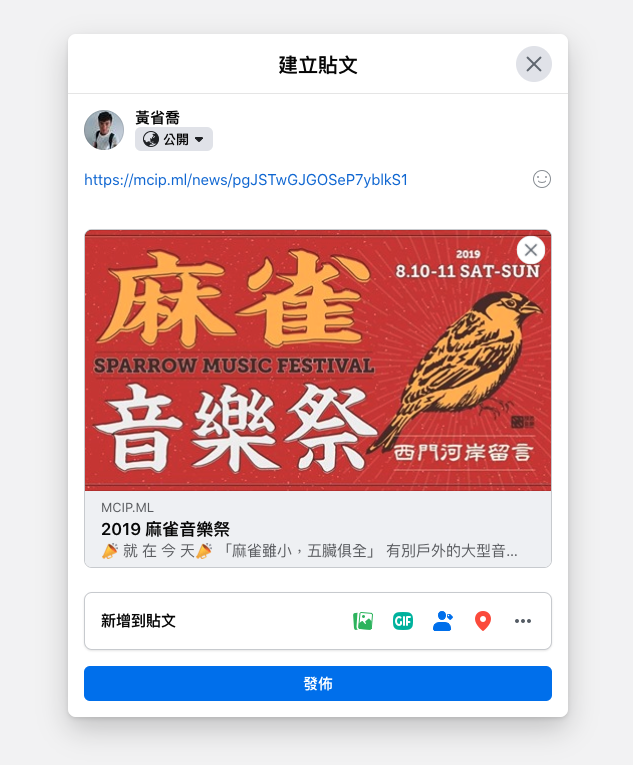 建立貼文
黃省喬
公開
https://mcip.ml/news/pgJSTwGJGOSeP7yblkS1
2019
8.10-11 SAT-SUN
麻雀
SPARROW MUSIC FESTIVAL
音樂祭
西門河岸留言
MCIP.ML
2019 麻雀音樂祭
🎉 就 在 今 天🎉 「麻雀雖小，五臟俱全」 有別戶外的大型音...
新增到貼文
GIF
發佈